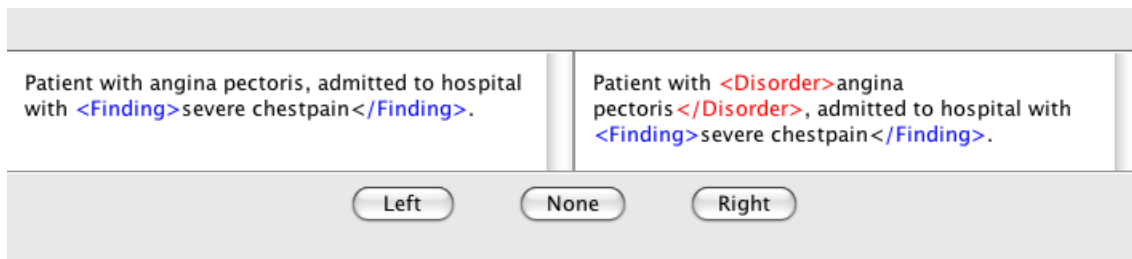 Patient with angina pectoris, admitted to hospital
with <Finding>severe chestpain</Finding>.
Patient with <Disorder>angina
pectoris</Disorder>, admitted to hospital with
<Finding>severe chestpain</Finding>.
Left
None
Right